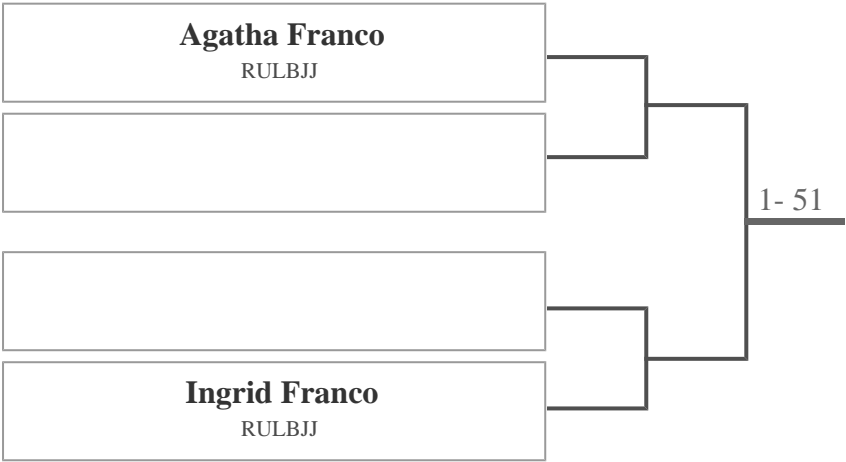 Agatha Franco
RULBJJ
1- 51
Ingrid Franco
RULBJJ